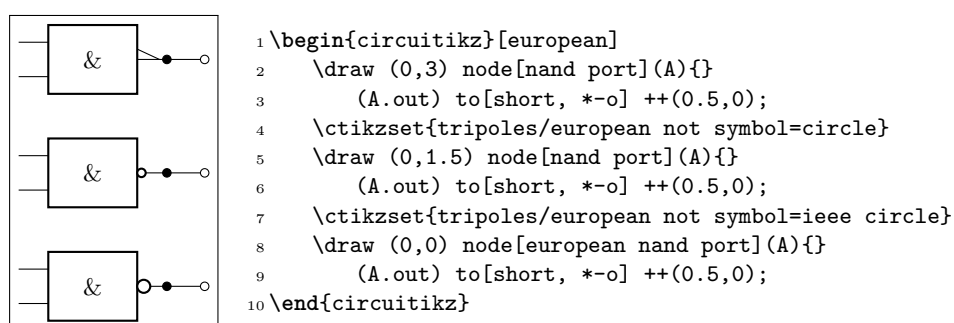 &
&
&
1 \begin{circuitikz}[european]
2     \draw (0,3) node[nand port](A){}
3         (A.out) to[short, *-o] ++(0.5,0);
4     \ctikzset{tripoles/european not symbol=circle}
5     \draw (0,1.5) node[nand port](A){}
6         (A.out) to[short, *-o] ++(0.5,0);
7     \ctikzset{tripoles/european not symbol=ieee circle}
8     \draw (0,0) node[european nand port](A){}
9         (A.out) to[short, *-o] ++(0.5,0);
10 \end{circuitikz}